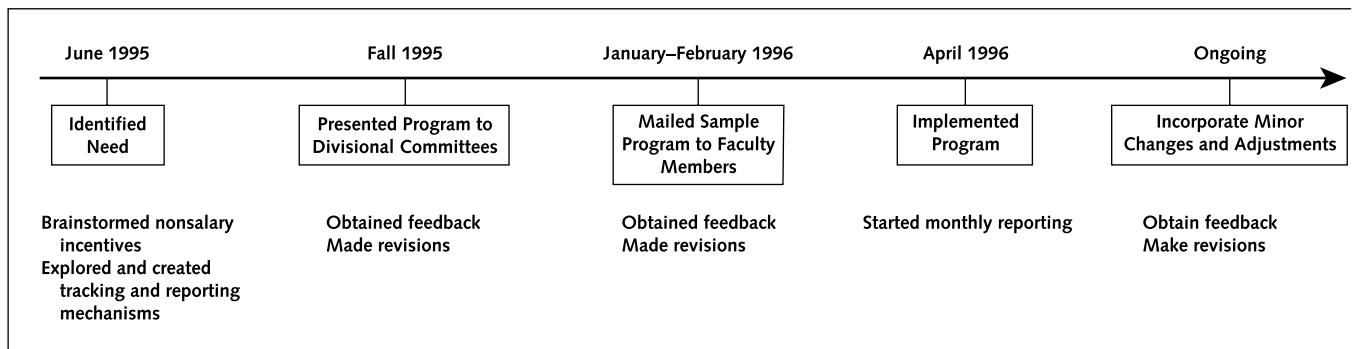 June 1995
Fall 1995
January–February 1996
April 1996
Ongoing
Identified
Need
Presented Program to
Divisional Committees
Mailed Sample
Program to Faculty
Members
Implemented
Program
Incorporate Minor
Changes and Adjustments
Brainstormed nonsalary
incentives
Explored and created
tracking and reporting
mechanisms
Obtained feedback
Made revisions
Obtained feedback
Made revisions
Started monthly reporting
Obtain feedback
Make revisions